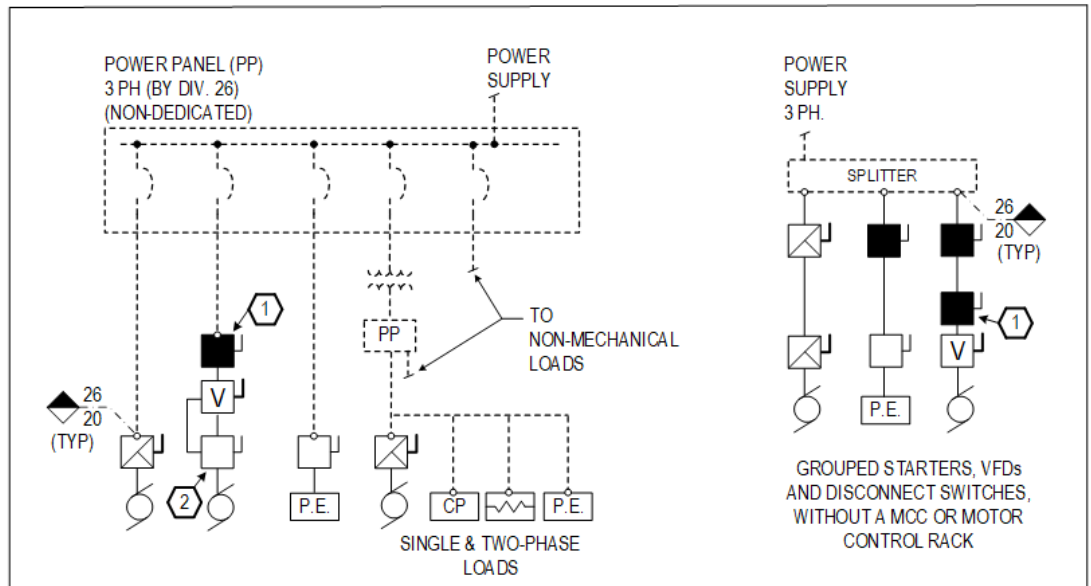 POWER PANEL (PP)
3 PH (BY DIV. 26)
(NON-DEDICATED)
POWER
SUPPLY
1
V
26
20
(TYP)
2
P.E.
PP
TO
NON-MECHANICAL
LOADS
CP
P.E.
SINGLE & TWO-PHASE
LOADS
POWER
SUPPLY
3 PH.
SPLITTER
26
20
(TYP)
1
V
P.E.
GROUPED STARTERS, VFDs
AND DISCONNECT SWITCHES,
WITHOUT A MCC OR MOTOR
CONTROL RACK